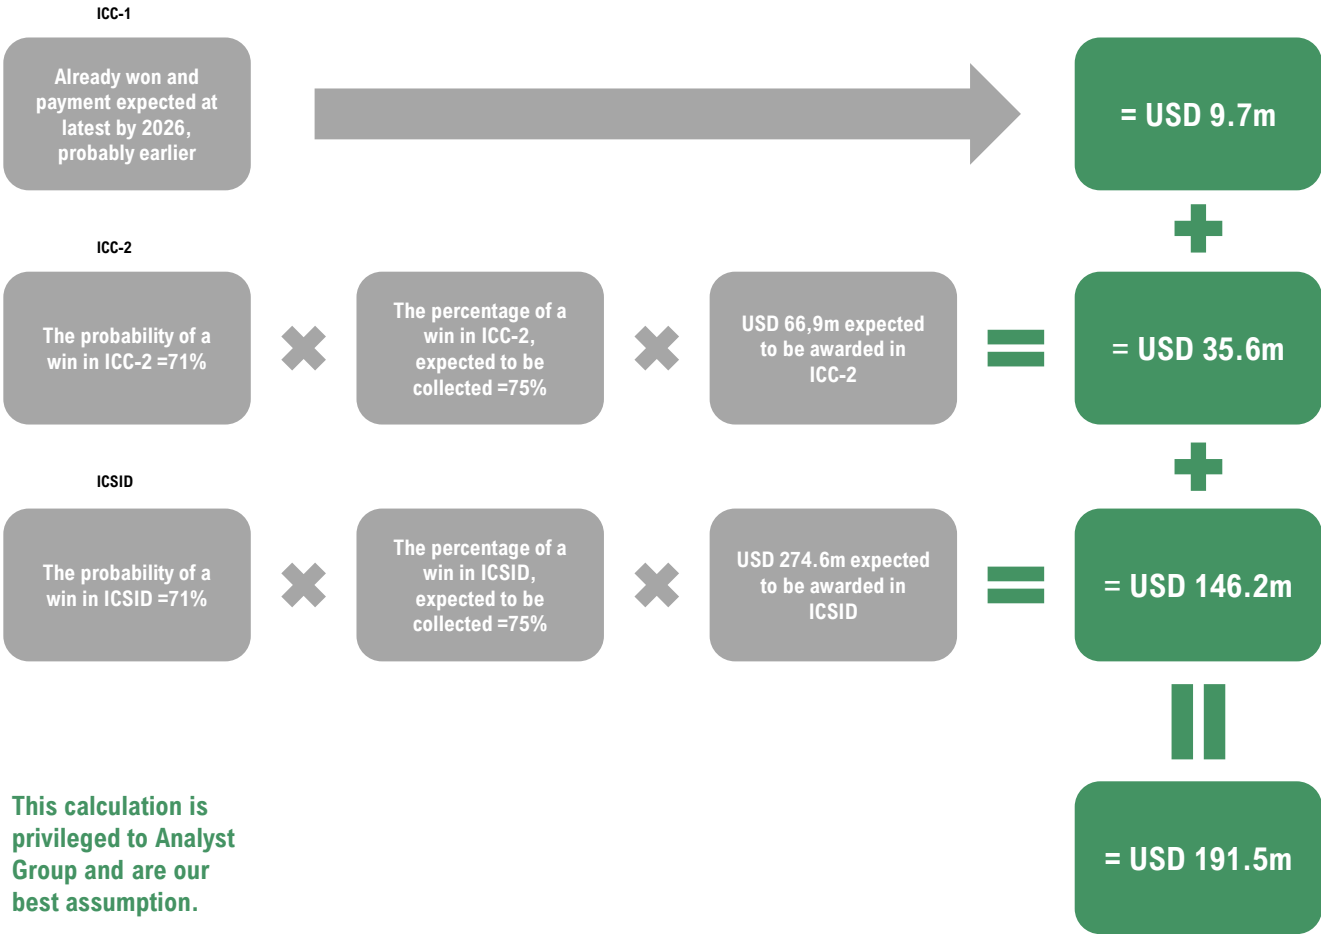 ICC-1
Already won and
payment expected at
latest by 2026,
probably earlier
= USD 9.7m
ICC-2
The probability of a
win in ICC-2 =71%
The percentage of a
win in ICC-2,
expected to be
collected =75%
USD 66,9m expected
to be awarded in
ICC-2
= USD 35.6m
ICSID
The probability of a
win in ICSID =71%
The percentage of a
win in ICSID,
expected to be
collected =75%
USD 274.6m expected
to be awarded in
ICSID
= USD 146.2m
This calculation is
privileged to Analyst
Group and are our
best assumption.
= USD 191.5m